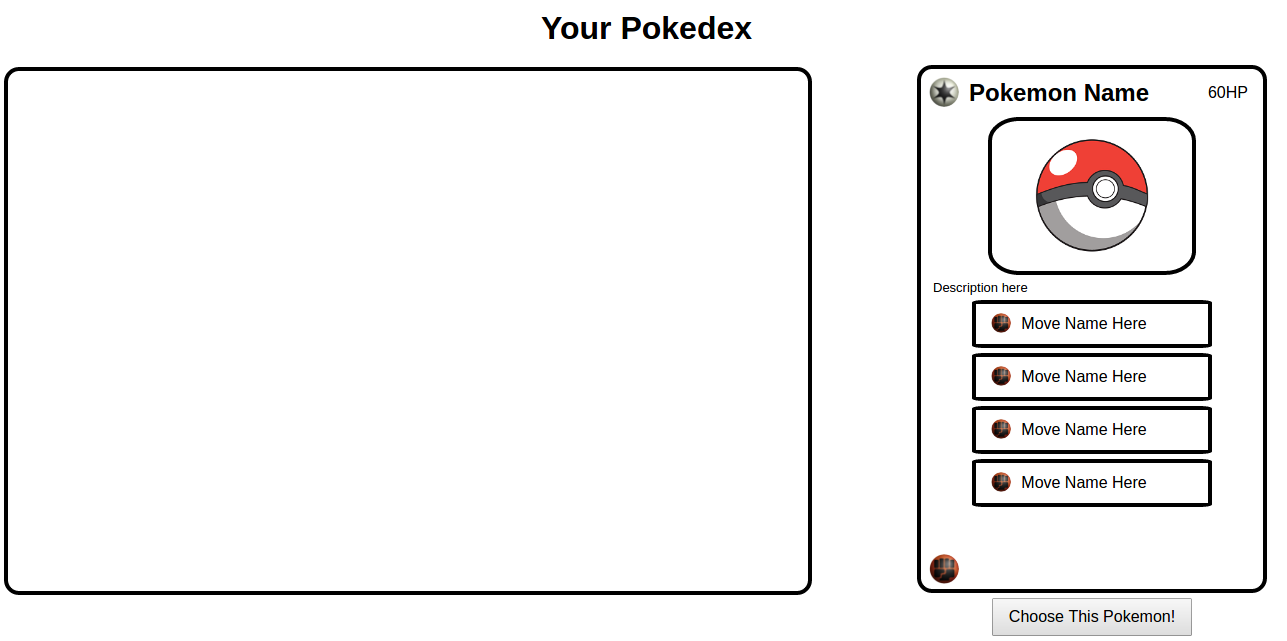 Your Pokedex
Pokemon Name
60HP
Description here
Move Name Here
Move Name Here
Move Name Here
Move Name Here
Choose This Pokemon!